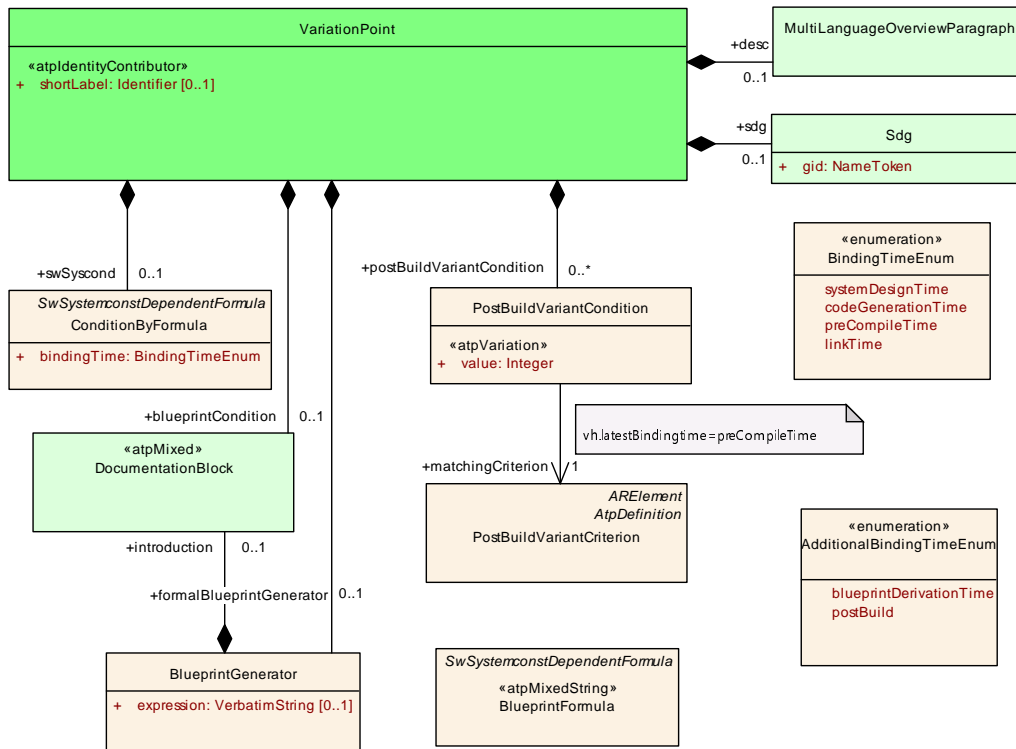 VariationPoint
«atpIdentityContributor»
+ shortLabel: Identifier [0..1]
+desc
0..1
MultiLanguageOverviewParagraph
+sdg
0..1
Sdg
+ gid: NameToken
+swSyscond
0..1
+postBuildVariantCondition
0..*
«enumeration»
BindingTimeEnum
systemDesignTime
codeGenerationTime
preCompileTime
linkTime
SwSystemconstDependentFormula
ConditionByFormula
+ bindingTime: BindingTimeEnum
PostBuildVariantCondition
«atpVariation»
+ value: Integer
+blueprintCondition
0..1
vh.latestBindingtime=preCompileTime
«atpMixed»
DocumentationBlock
+matchingCriterion
1
ARElement
AtpDefinition
PostBuildVariantCriterion
+introduction
0..1
«enumeration»
AdditionalBindingTimeEnum
blueprintDerivationTime
postBuild
+formalBlueprintGenerator
0..1
BlueprintGenerator
+ expression: VerbatimString [0..1]
SwSystemconstDependentFormula
«atpMixedString»
BlueprintFormula